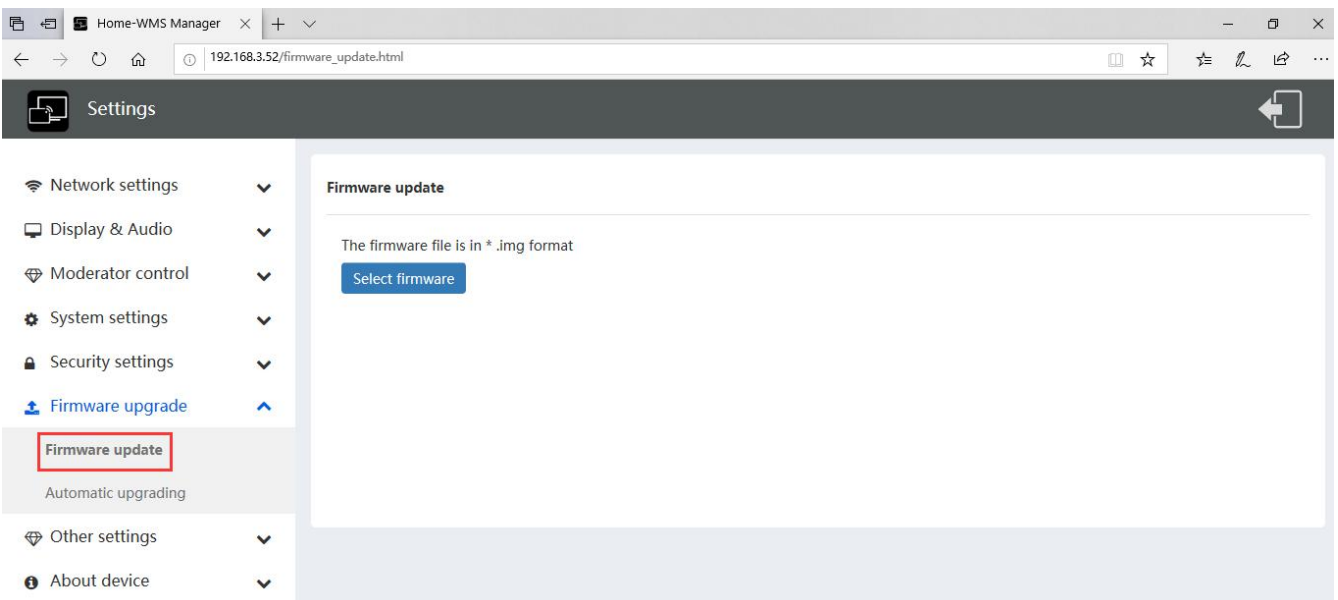 Home-WMS Manager
192.168.3.52/firmware_update.html
Settings
Network settings
Display & Audio
Moderator control
System settings
Security settings
Firmware upgrade
Firmware update
Automatic upgrading
Other settings
About device
Firmware update
The firmware file is in * .img format
Select firmware